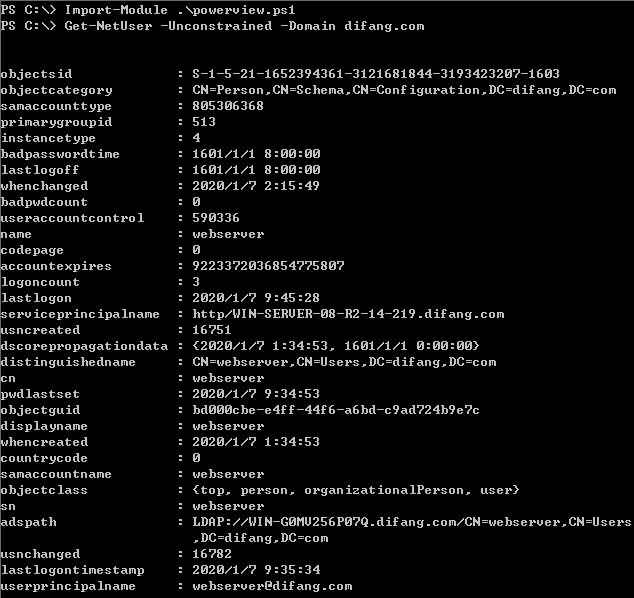 PS C:\> Import-Module .\powerview.ps1
PS C:\> Get-NetUser -Unconstrained -Domain difang.com
objectsid             : S-1-5-21-1652394361-3121681844-3193423207-1603
objectcategory        : CN=Person,CN=Schema,CN=Configuration,DC=difang,DC=com
samaccounttype        : 805306368
primarygroupid        : 513
instancetype          : 4
badpasswordtime       : 1601/1/1 8:00:00
lastlogoff            : 1601/1/1 8:00:00
whenchanged           : 2020/1/7 2:15:49
badpwdcount           : 0
useraccountcontrol    : 590336
name                  : webserver
codepage              : 0
accountexpires        : 9223372036854775807
logoncount            : 3
lastlogon             : 2020/1/7 9:45:28
serviceprincipalname  : http/WIN-SERVER-08-R2-14-219.difang.com
usncreated            : 16751
dscorepropagationdata : {2020/1/7 1:34:53, 1601/1/1 0:00:00}
distinguishedname     : CN=webserver,CN=Users,DC=difang,DC=com
cn                    : webserver
pwdlastset            : 2020/1/7 9:34:53
objectguid            : bd000cbe-e4ff-44f6-a6bd-c9ad724b9e7c
displayname           : webserver
whencreated           : 2020/1/7 1:34:53
countrycode           : 0
samaccountname        : webserver
objectclass           : {top, person, organizationalPerson, user}
sn                    : webserver
adspath               : LDAP://WIN-G0MV256P07Q.difang.com/CN=webserver,CN=Users
                        ,DC=difang,DC=com
usnchanged            : 16782
lastlogontimestamp    : 2020/1/7 9:35:34
userprincipalname     : webserver@difang.com